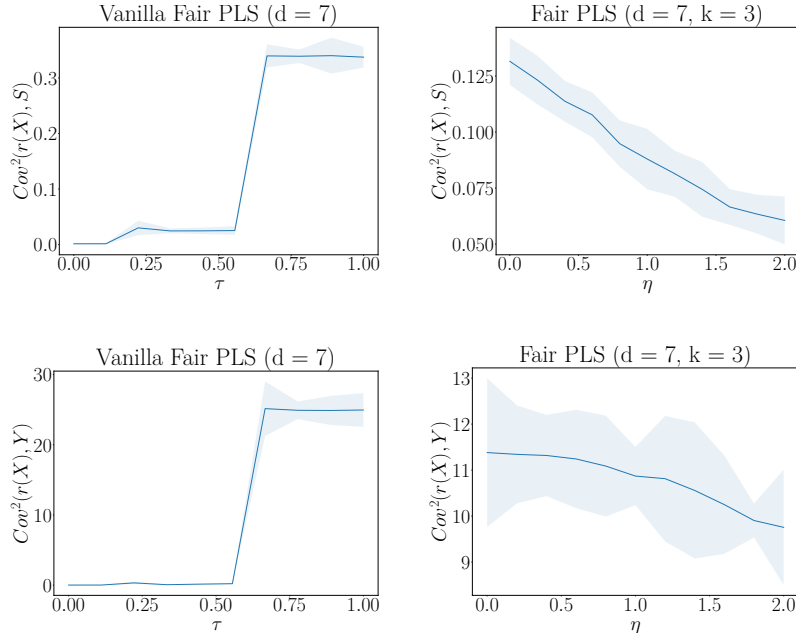 Vanilla Fair PLS (d = 7)
Cov²(r(X), S)
0.3
0.2
0.1
0.0
0.00 0.25 0.50 0.75 1.00
τ
Fair PLS (d = 7, k = 3)
Cov²(r(X), S)
0.125
0.100
0.075
0.050
0.0 0.5 1.0 1.5 2.0
η
Vanilla Fair PLS (d = 7)
Cov²(r(X), Y)
30
20
10
0
0.00 0.25 0.50 0.75 1.00
τ
Fair PLS (d = 7, k = 3)
Cov²(r(X), Y)
13
12
11
10
9
0.0 0.5 1.0 1.5 2.0
η